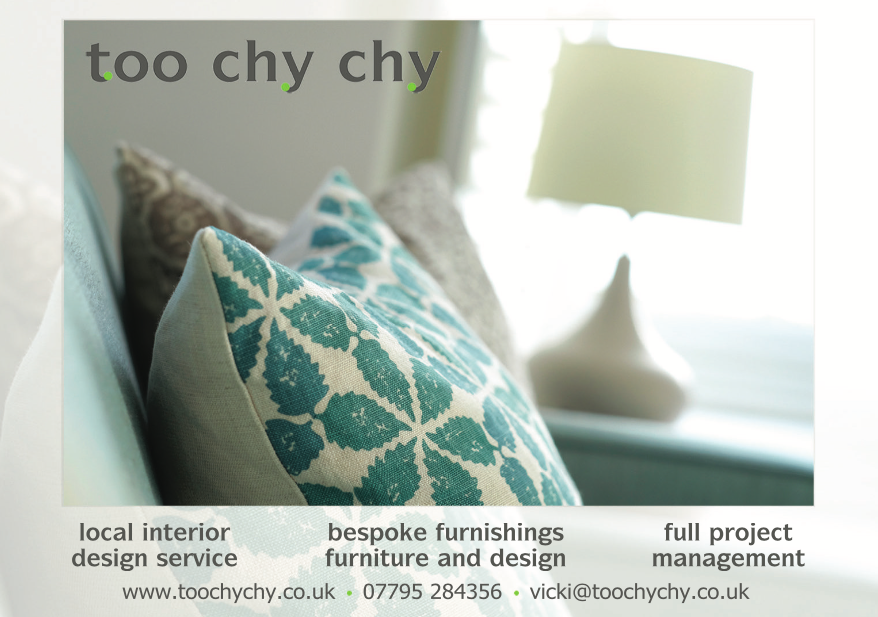 too chy chy
local interior
design service
bespoke furnishings
furniture and design
full project
management
www.toochychy.co.uk • 07795 284356 • vicki@toochychy.co.uk